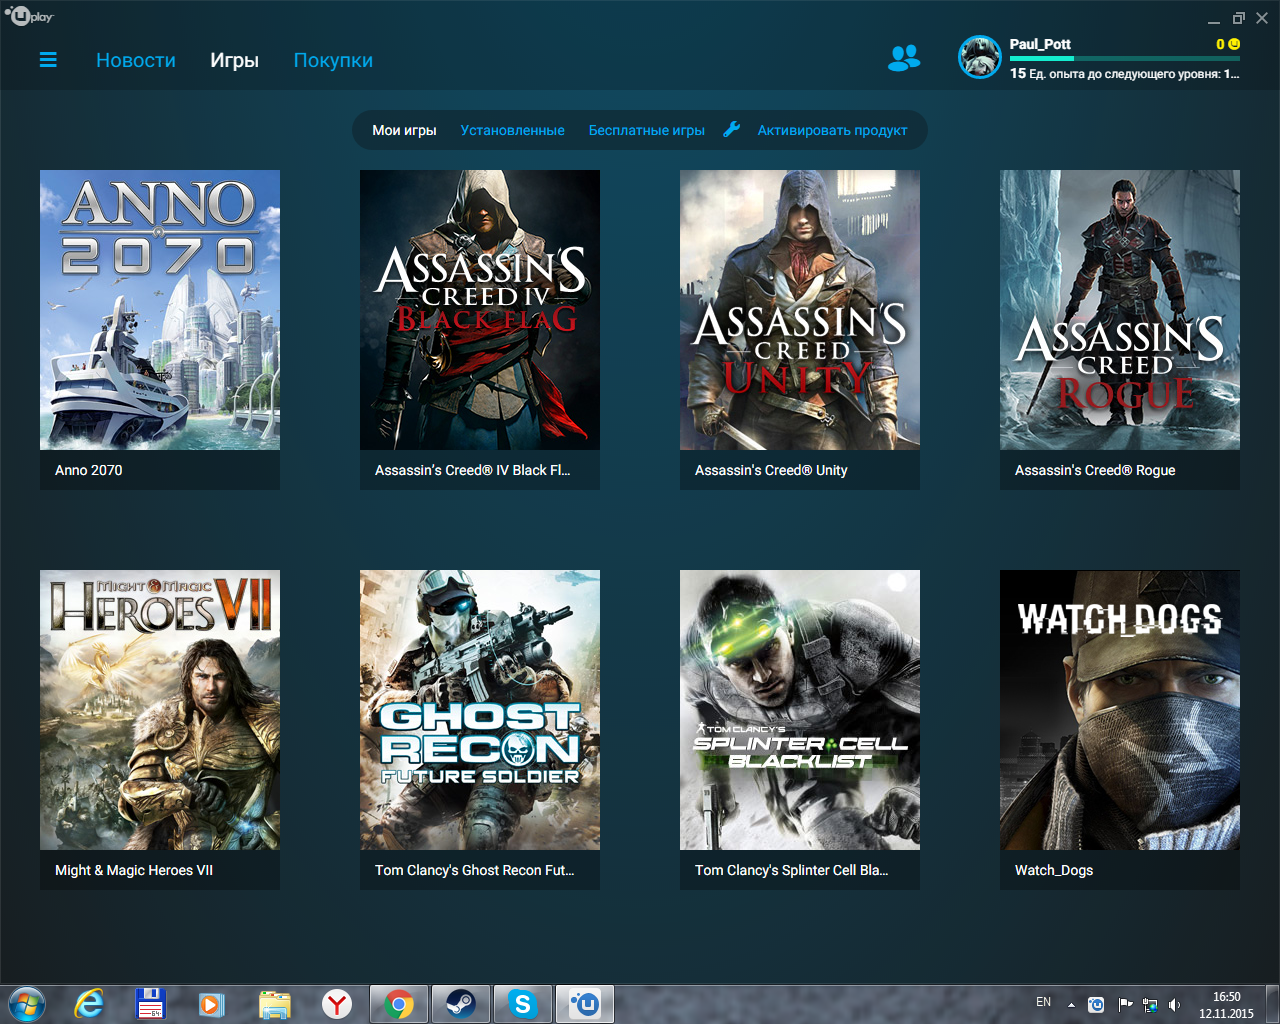 Uplay
Новости
Игры
Покупки
Paul_Pott
0
15 Ед. опыта до следующего уровня: 1...
Мои игры
Установленные
Бесплатные игры
Активировать продукт
ANNO
2070
ASSASSIN'S
CREED IV
BLACK FLAG
ASSASSIN'S
CREED
UNITY
ASSASSIN'S
CREED
ROGUE
Anno 2070
Assassin's Creed® IV Black Fl...
Assassin's Creed® Unity
Assassin's Creed® Rogue
MIGHT & MAGIC
HEROES VII
GHOST
RECON
FUTURE SOLDIER
TOM CLANCY'S
SPLINTER CELL
BLACKLIST
WATCH_DOGS
Might & Magic Heroes VII
Tom Clancy's Ghost Recon Fut...
Tom Clancy's Splinter Cell Bla...
Watch_Dogs
64
EN
16:50
12.11.2015